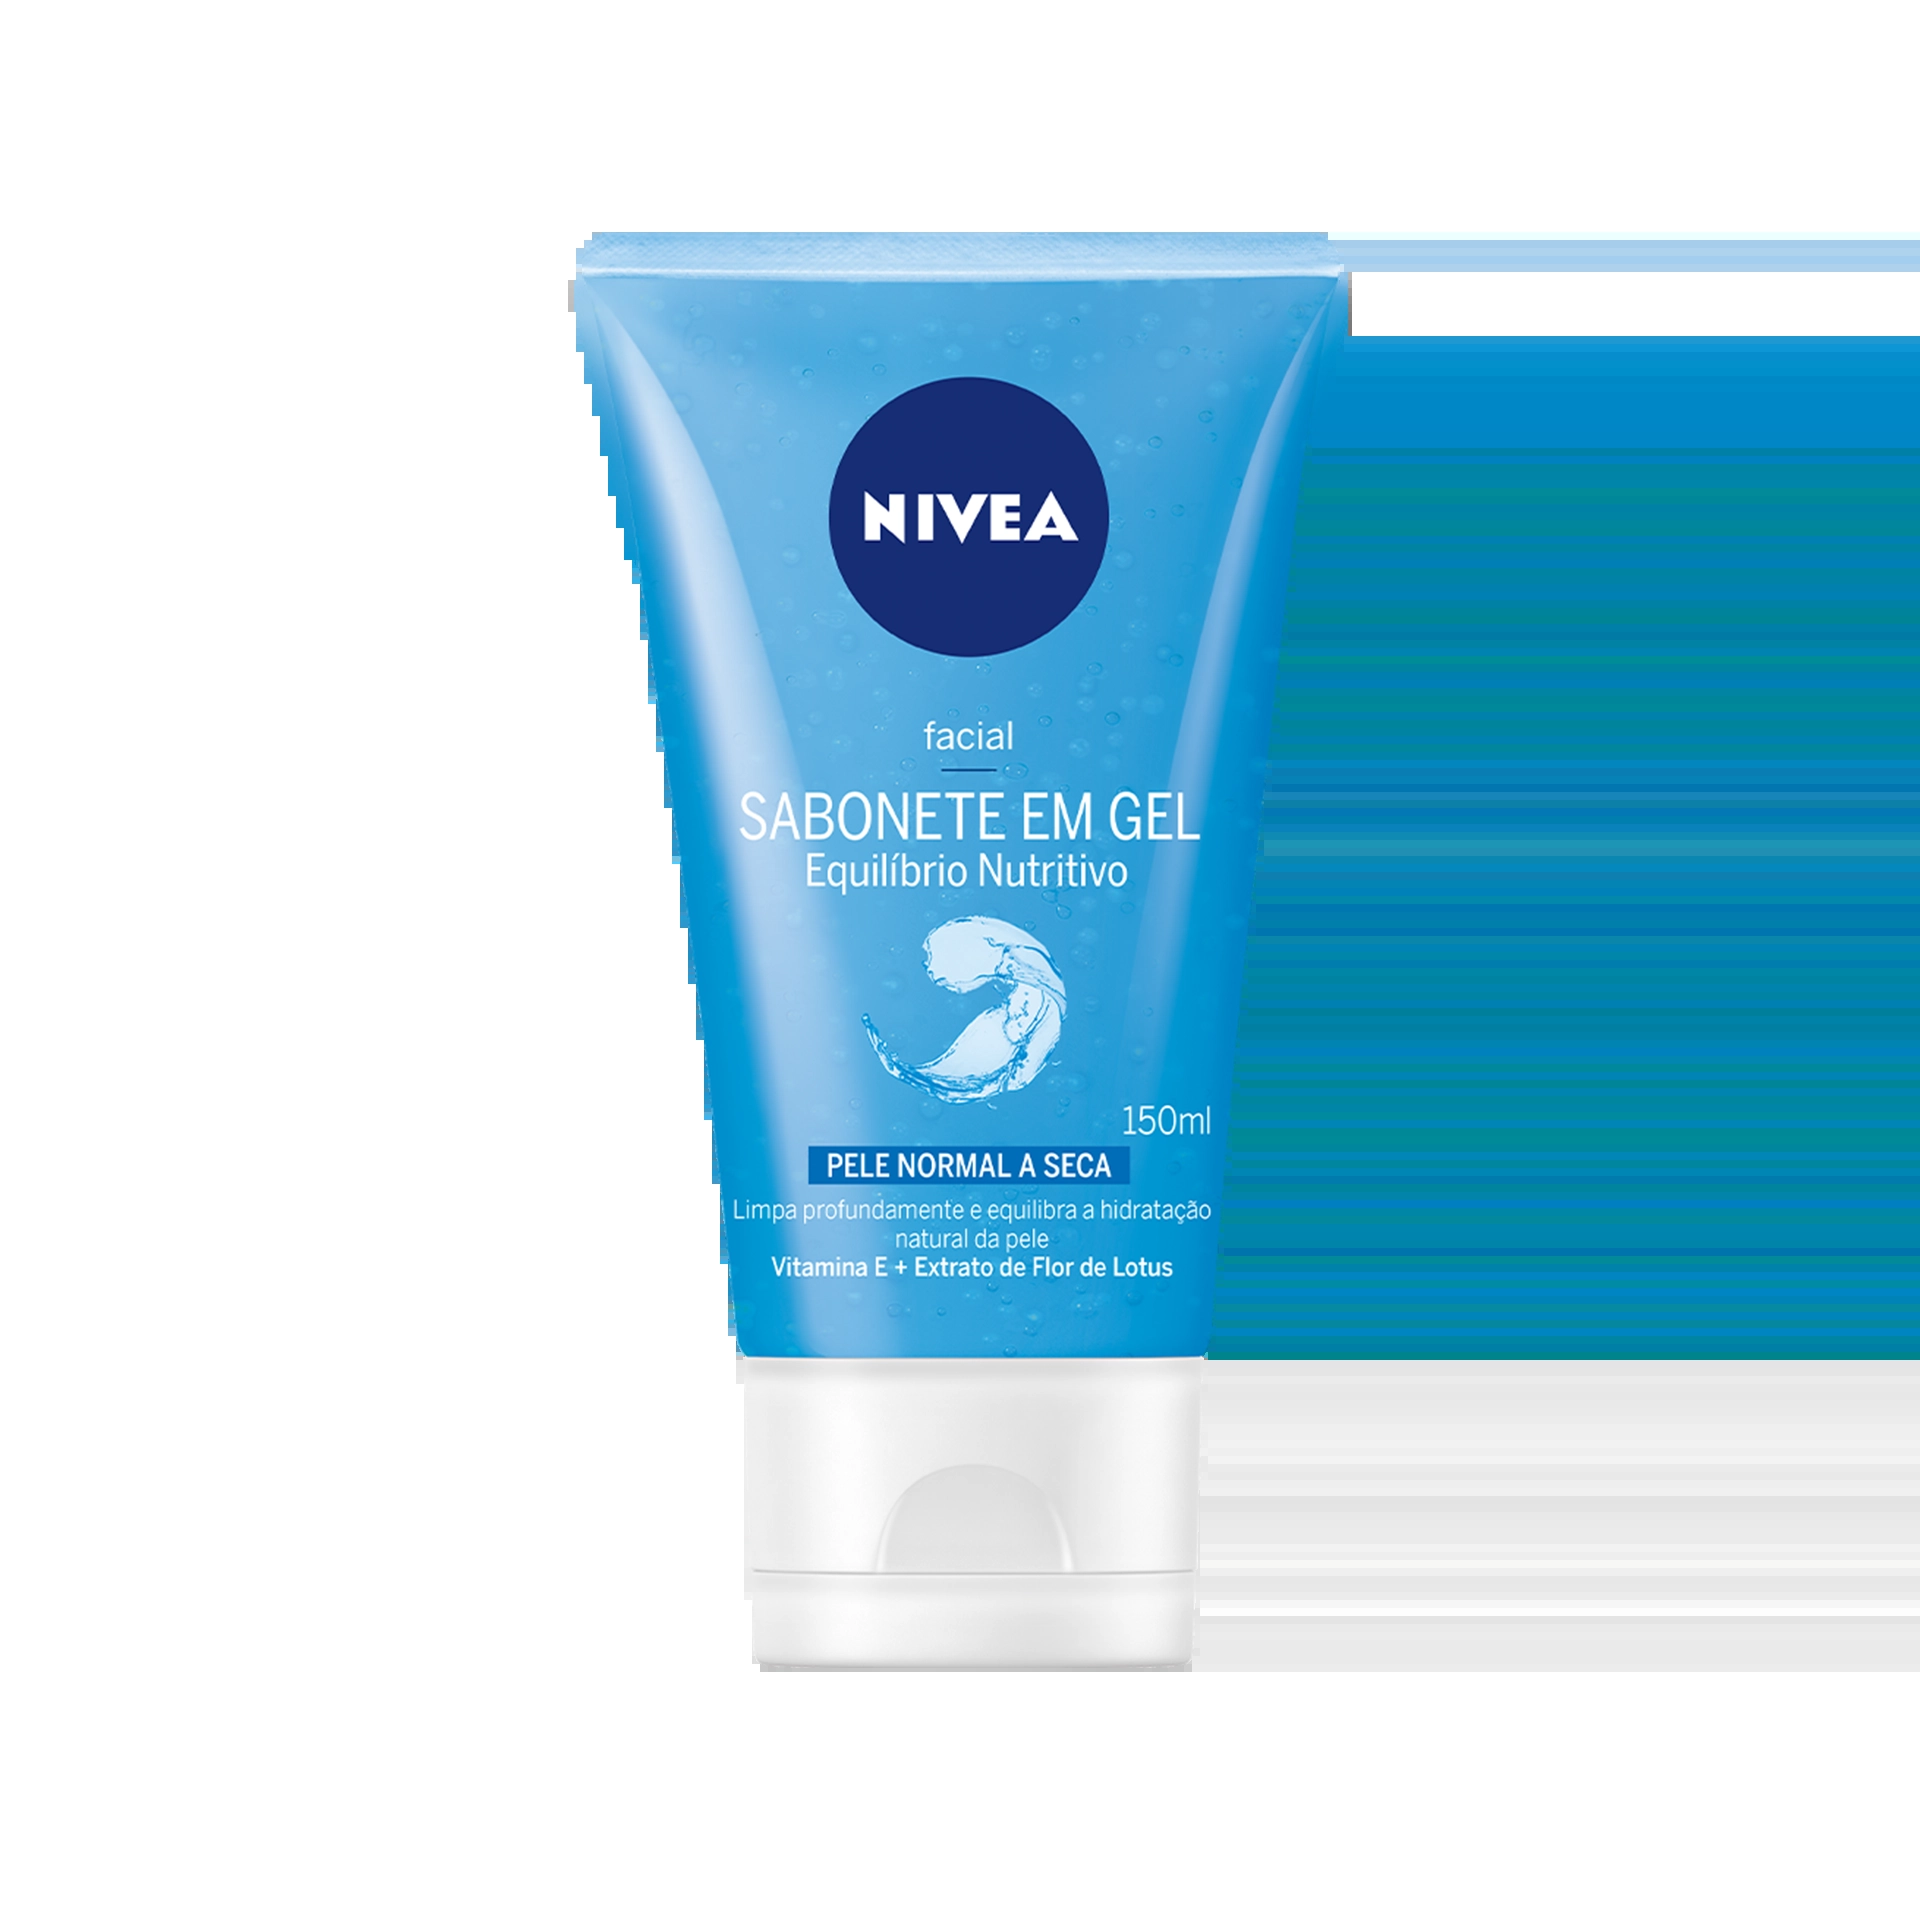 NIVEA
facial
SABONETE EM GEL
Equilíbrio Nutritivo
150ml
PELE NORMAL A SECA
Limpa profundamente e equilibra a hidratação
natural da pele
Vitamina E + Extrato de Flor de Lotus